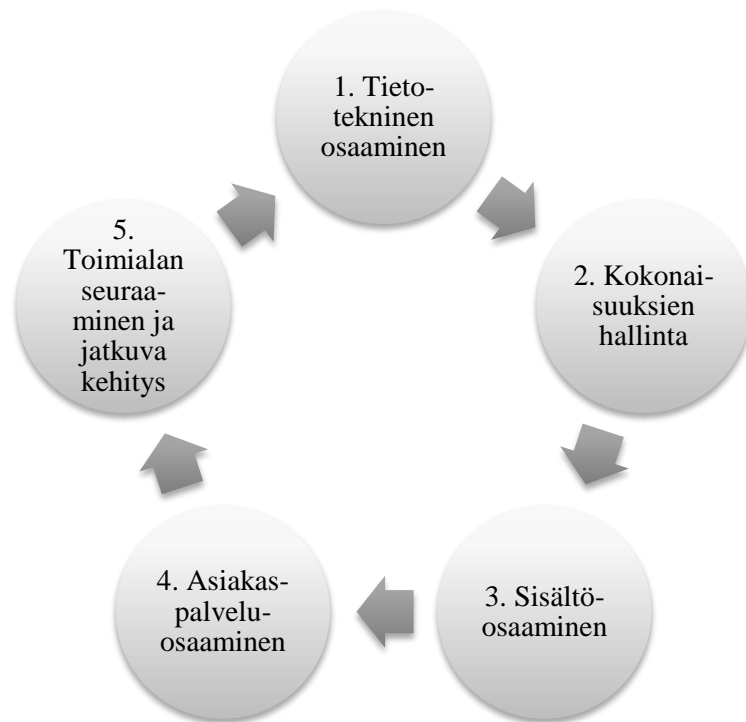 1. Tieto-
tekninen
osaaminen
2. Kokonai-
suuksien
hallinta
3. Sisältö-
osaaminen
4. Asiakas-
palvelu-
osaaminen
5.
Toimialan
seuraa-
minen ja
jatkuva
kehitys